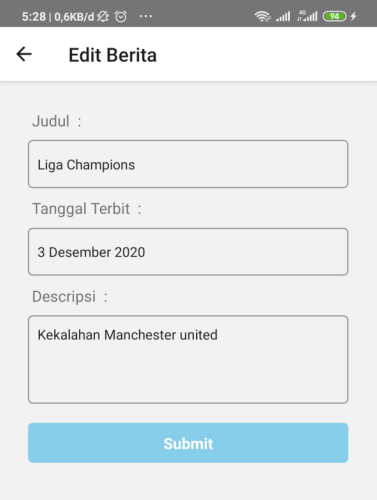 5:28 | 0,6KB/d ...
4G 94
Edit Berita
Judul :
Liga Champions
Tanggal Terbit :
3 Desember 2020
Descripsi :
Kekalahan Manchester united
Submit